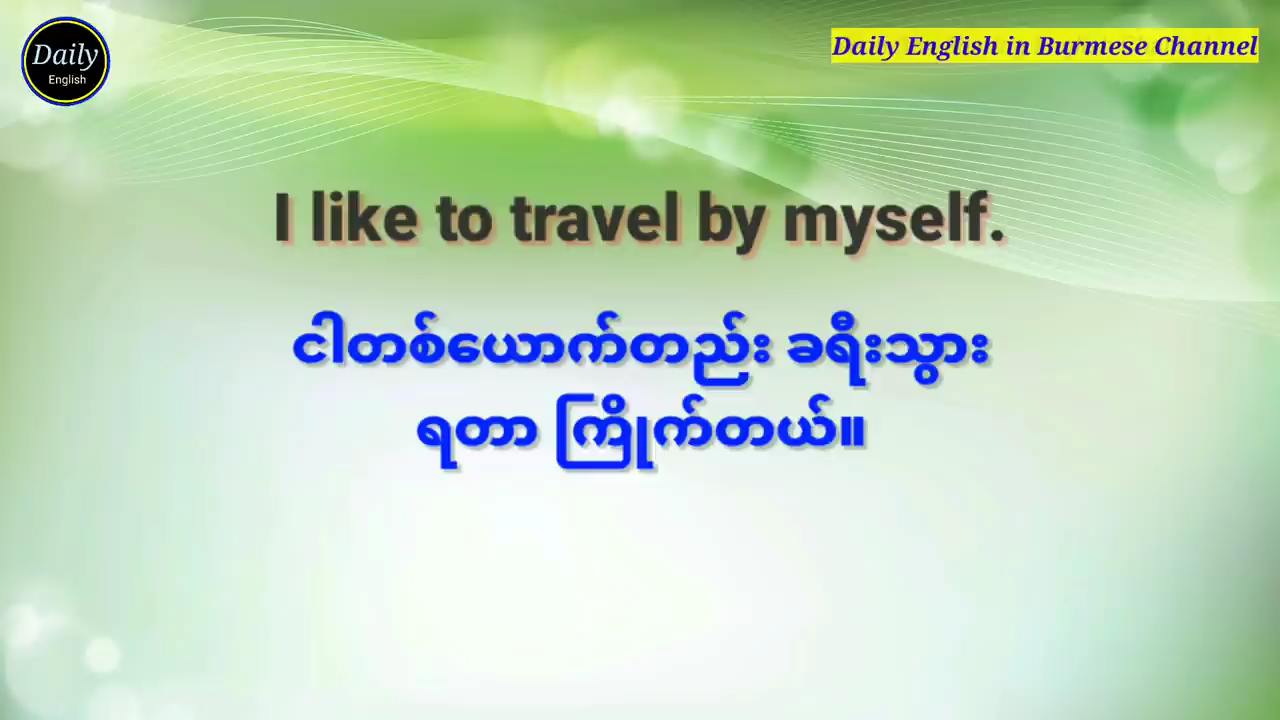 Daily
English
Daily English in Burmese Channel
I like to travel by myself.
ငါတစ်ယောက်တည်း ခရီးသွား
ရတာ ကြိုက်တယ်။